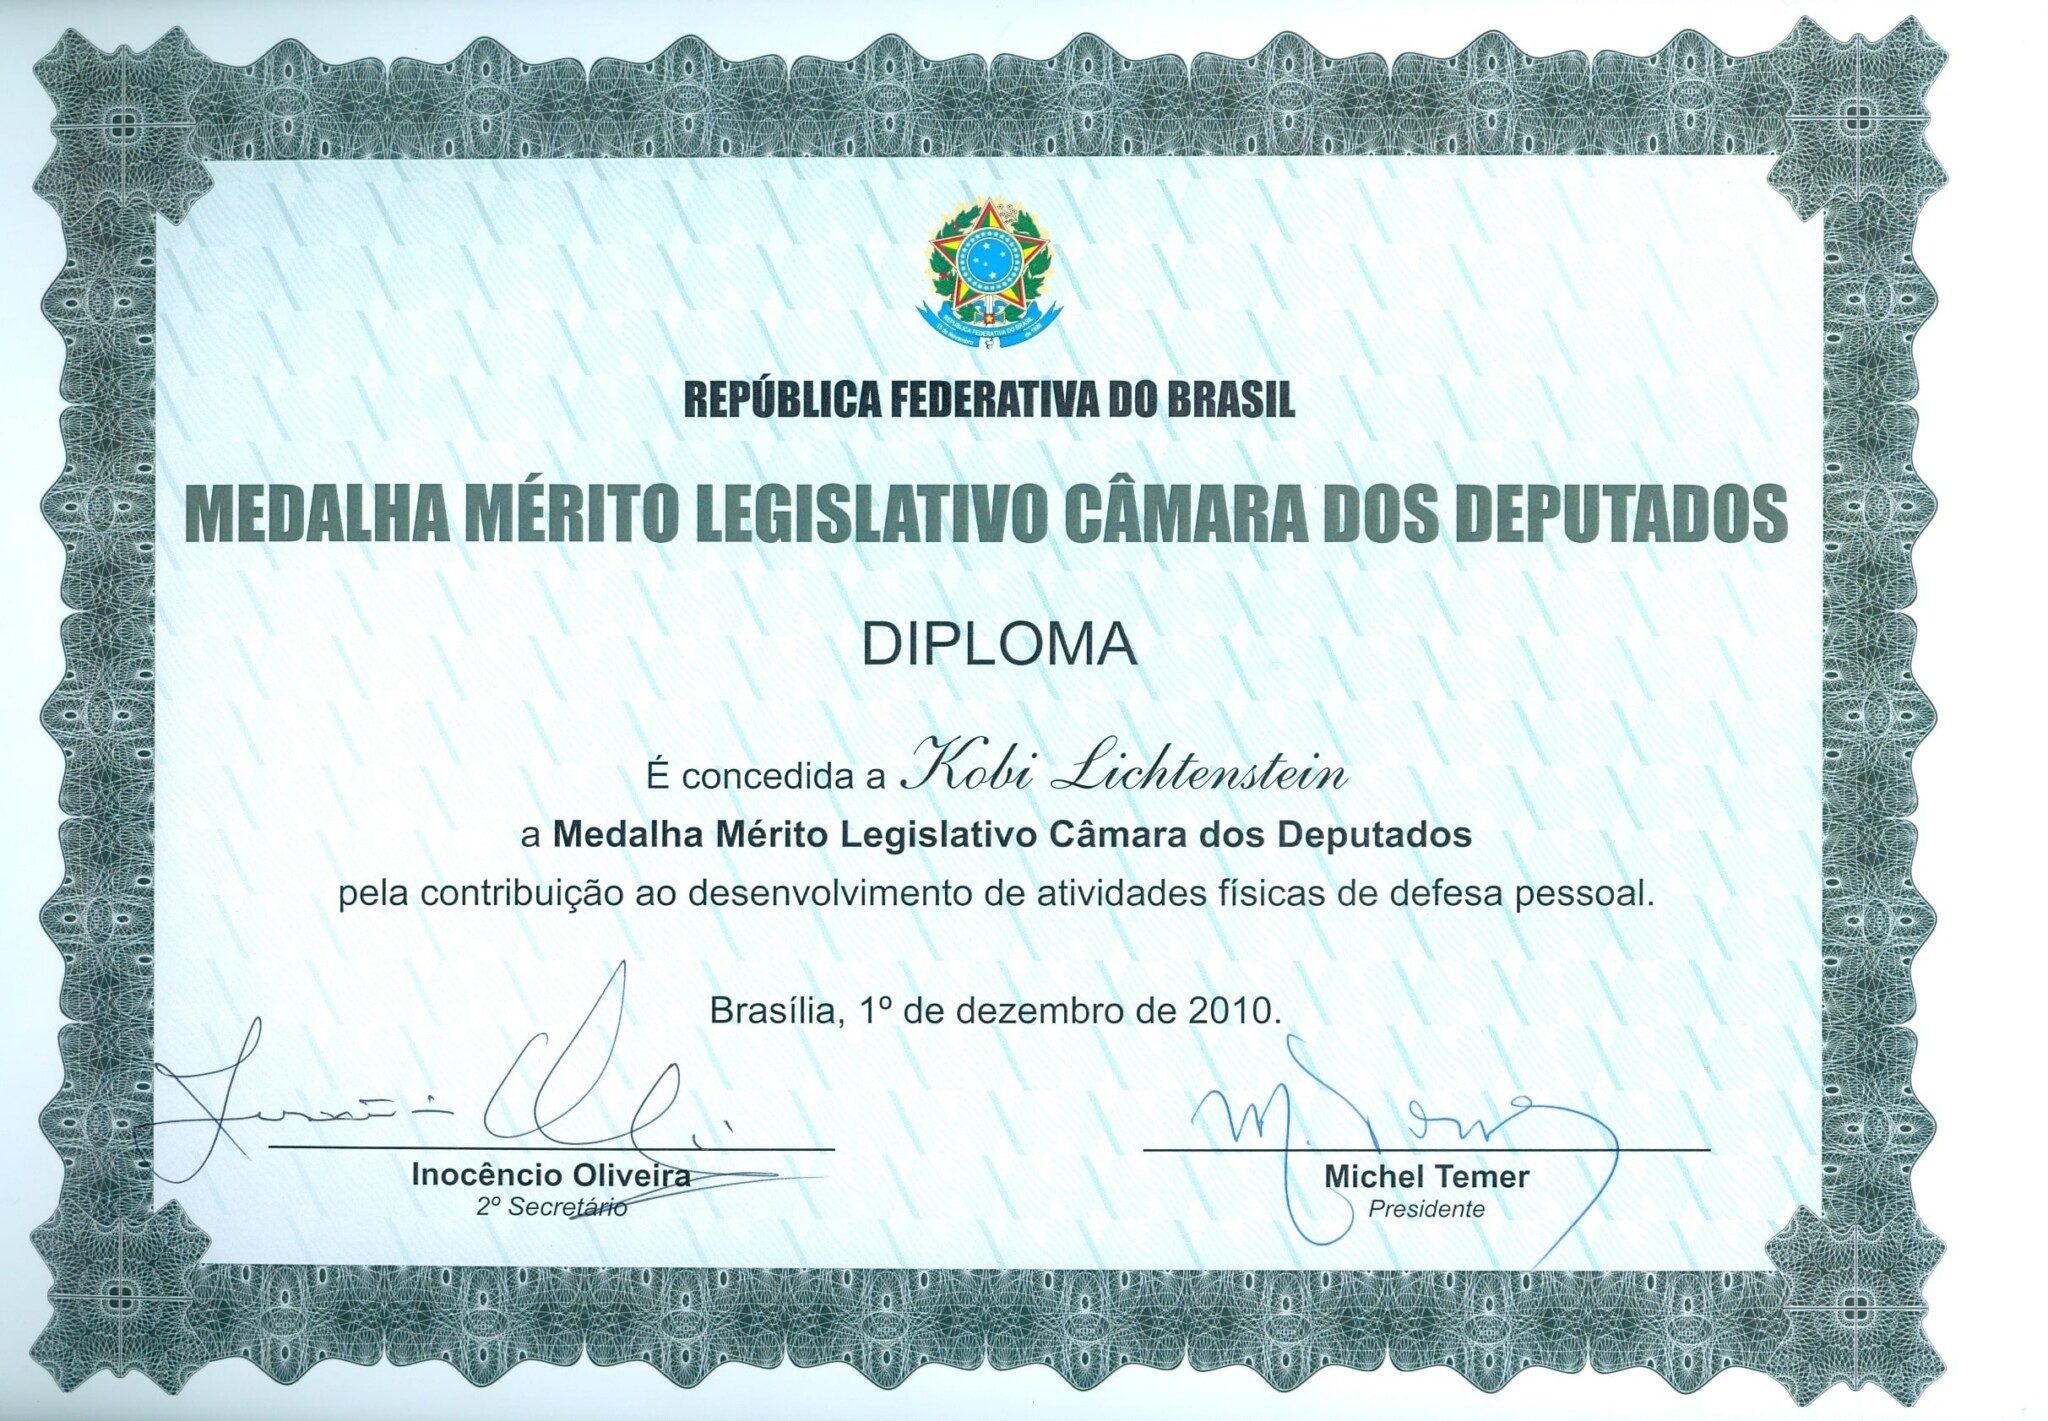 REPÚBLICA FEDERATIVA DO BRASIL
15 de Novembro de 1889
REPÚBLICA FEDERATIVA DO BRASIL
MEDALHA MÉRITO LEGISLATIVO CÂMARA DOS DEPUTADOS
DIPLOMA
É concedida a Kobi Lichtenstein
a Medalha Mérito Legislativo Câmara dos Deputados
pela contribuição ao desenvolvimento de atividades físicas de defesa pessoal.
Brasília, 1º de dezembro de 2010.
M. Temer
Inocêncio Oliveira
2º Secretário
Michel Temer
Presidente